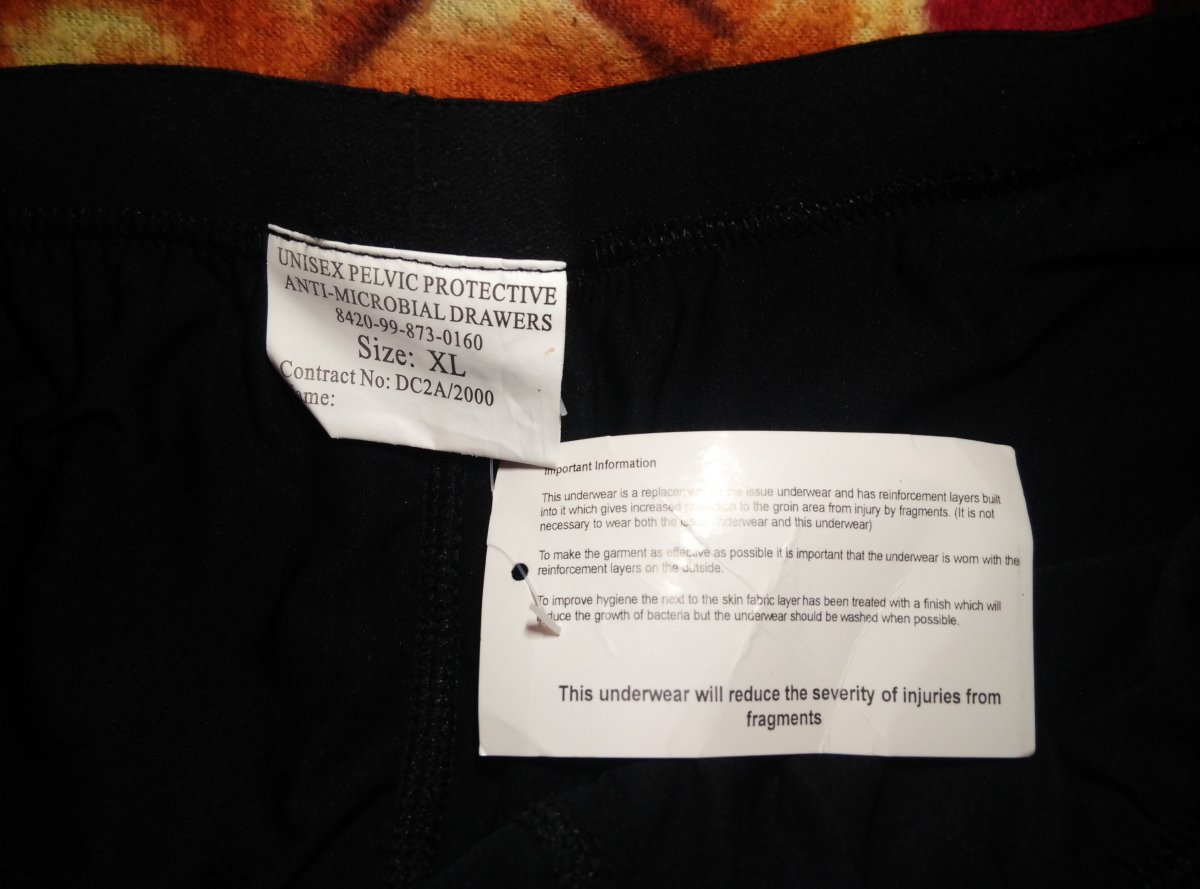 UNISEX PELVIC PROTECTIVE
ANTI-MICROBIAL DRAWERS
8420-99-873-0160
Size: XL
Contract No: DC2A/2000
ame:
Important Information
This underwear is a replacement for the issue underwear and has reinforcement layers built
into it which gives increased protection to the groin area from injury by fragments. (It is not
necessary to wear both the issue underwear and this underwear)
To make the garment as effective as possible it is important that the underwear is worn with the
reinforcement layers on the outside.
To improve hygiene the next to the skin fabric layer has been treated with a finish which will
reduce the growth of bacteria but the underwear should be washed when possible.
This underwear will reduce the severity of injuries from
fragments